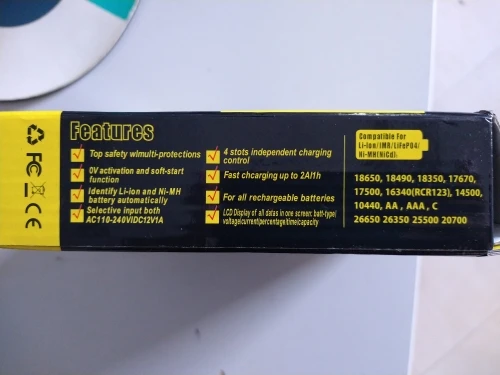 Features
Top safety w/multi-protections
0V activation and soft-start
function
Identify Li-ion and Ni-MH
battery automatically
Selective input both
AC110-240V/DC12V1A
4 stots independent charging
control
Fast chcarging up to 2A/1h
For all rechargeable batteries
LCD Display of all datas in one screen: batt-type/
voltage/current/percentage/time/capacity
Compatible For
Li-ion/IMR/LiFePO4/
Ni-MH(NiCd):
18650, 18490, 18350, 17670,
17500, 16340(RCR123), 14500,
10440, AA , AAA , C
26650 26350 25500 20700
FC
CE